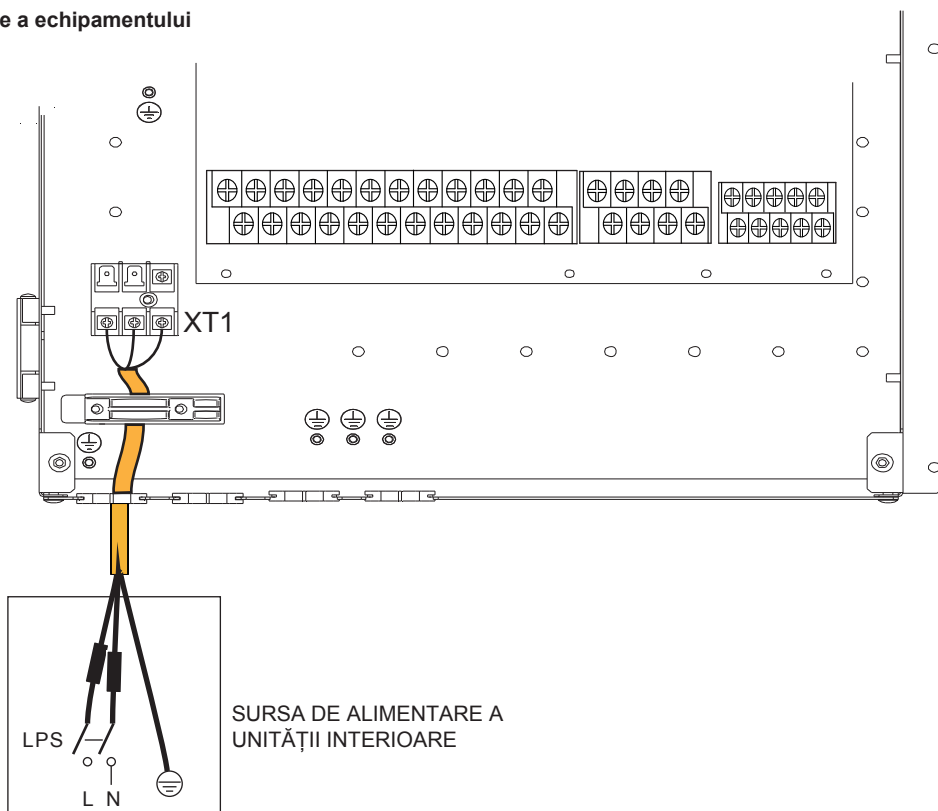 e a echipamentului
XT1
SURSA DE ALIMENTARE A
UNITĂȚII INTERIOARE
LPS
L N